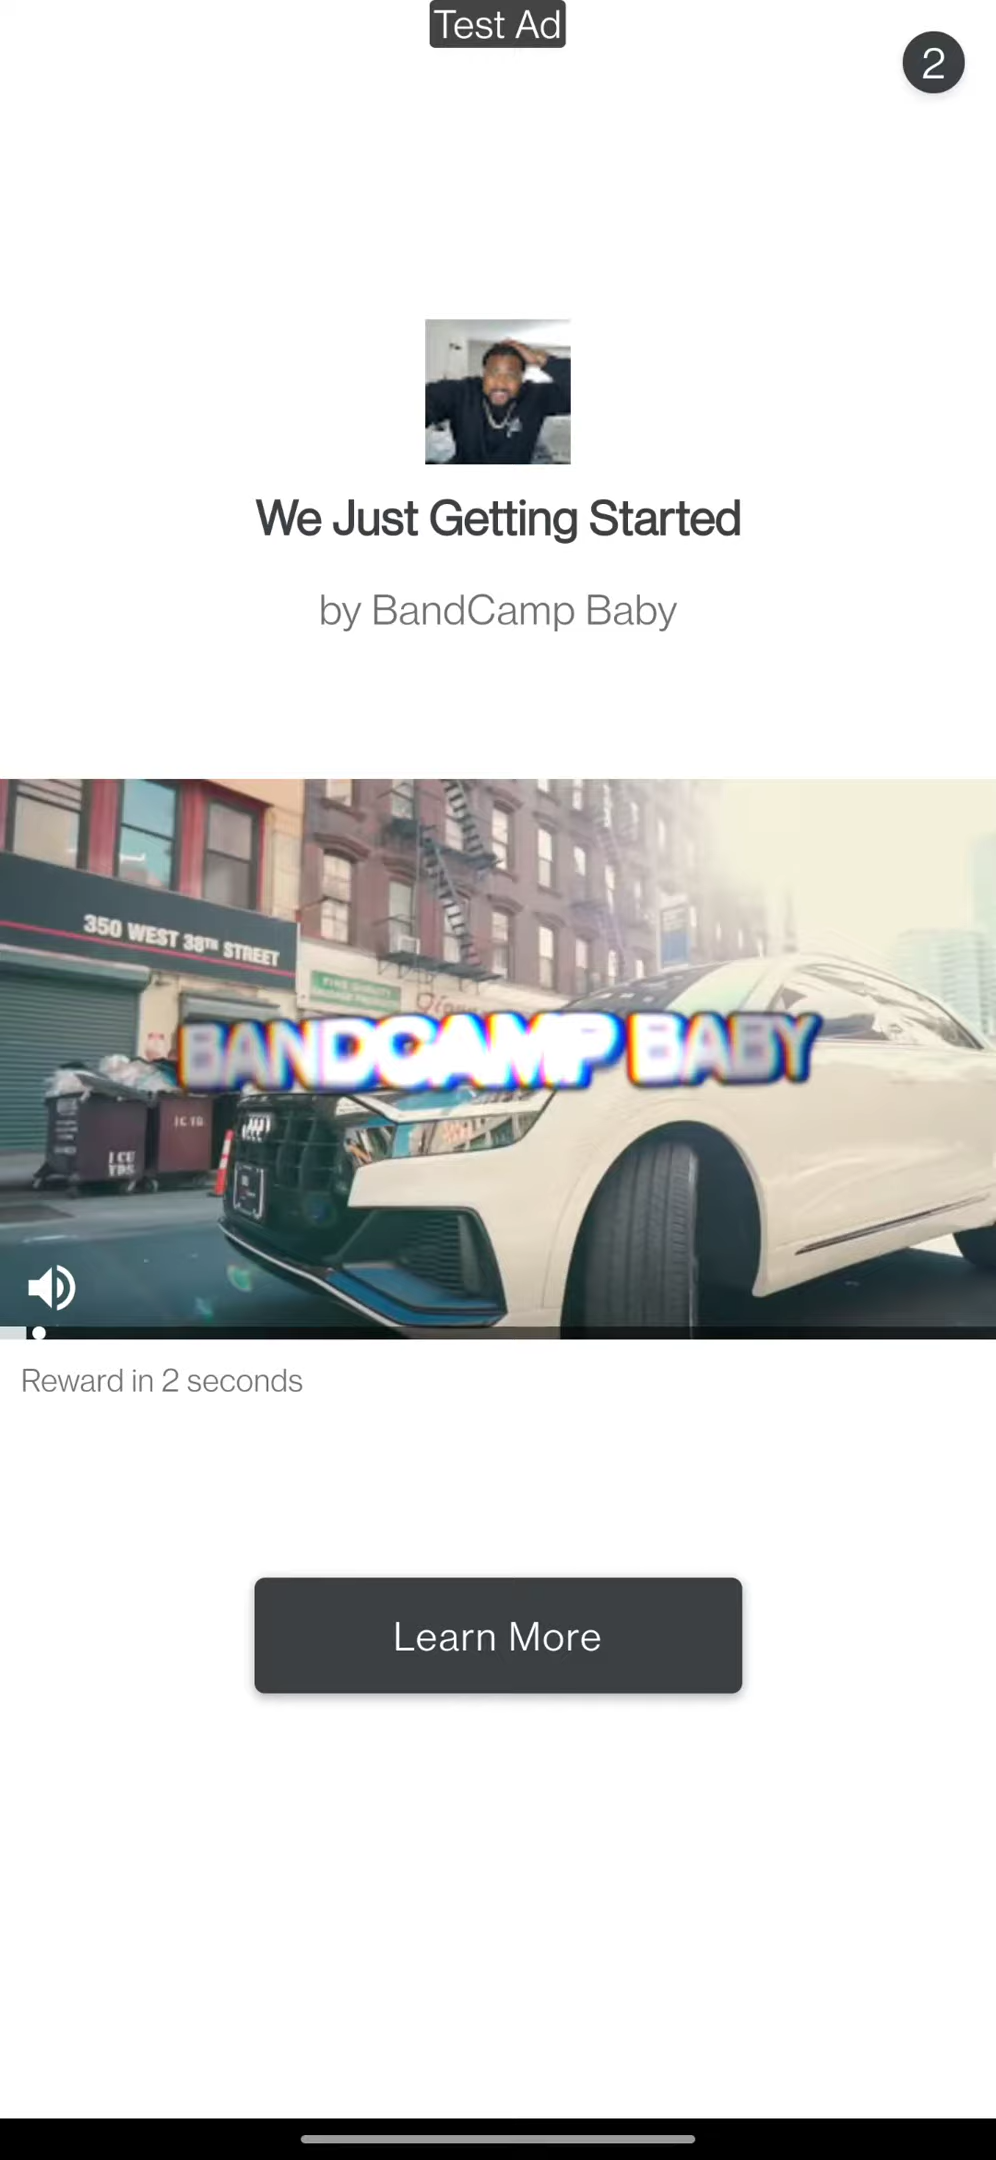 Test Ad
2
We Just Getting Started
by BandCamp Baby
350 WEST 38TH STREET
BANDCAMP BABY
Reward in 2 seconds
Learn More